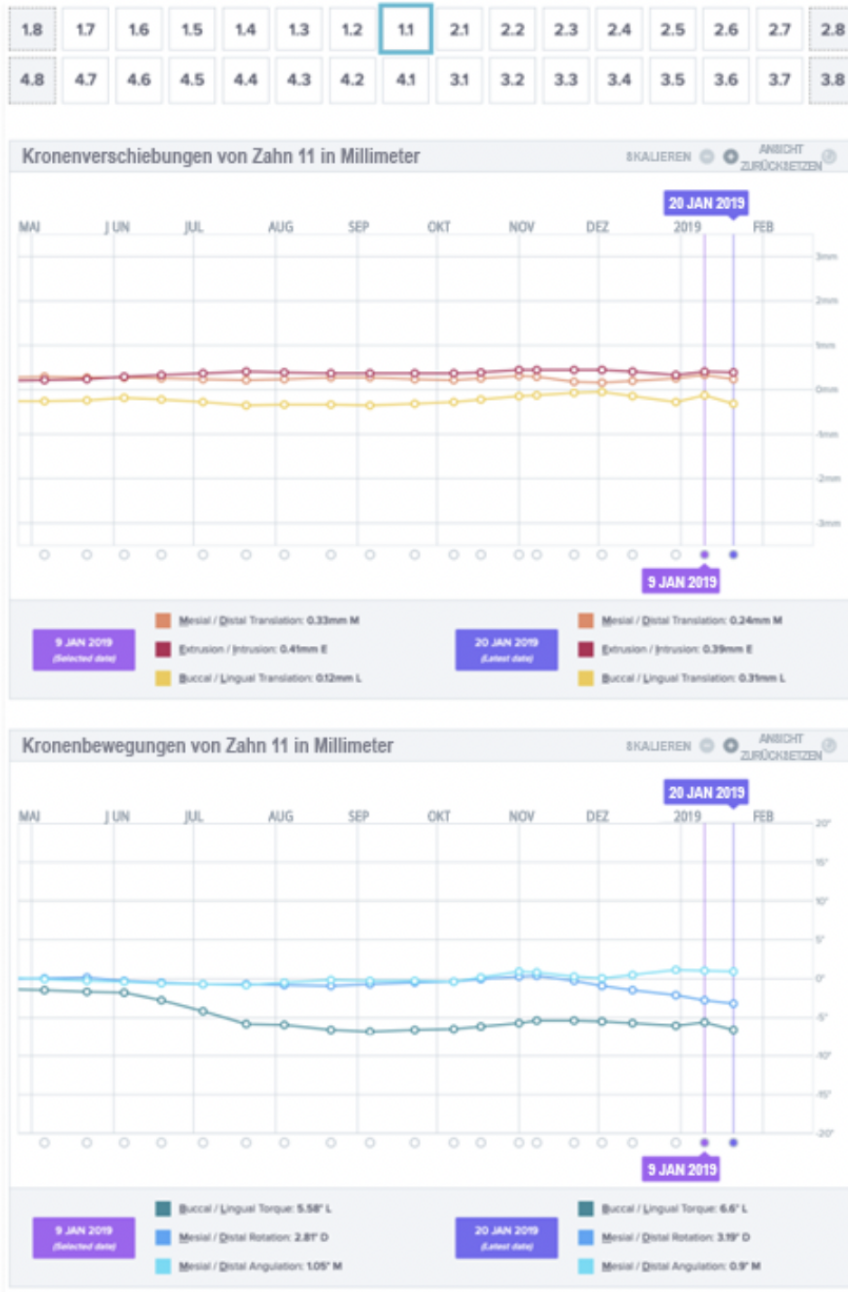 1.8 1.7 1.6 1.5 1.4 1.3 1.2 1.1 2.1 2.2 2.3 2.4 2.5 2.6 2.7 2.8
4.8 4.7 4.6 4.5 4.4 4.3 4.2 4.1 3.1 3.2 3.3 3.4 3.5 3.6 3.7 3.8
Kronenverschiebungen von Zahn 11 in Millimeter
SKALIEREN
ANSICHT
ZURÜCKSETZEN
20 JAN 2019
MAI JUN JUL AUG SEP OKT NOV DEZ 2019 FEB
3mm
2mm
1mm
0mm
-1mm
-2mm
-3mm
9 JAN 2019
9 JAN 2019
(Selected date)
Mesial / Distal Translation: 0.33mm M
Extrusion / Intrusion: 0.41mm E
Buccal / Lingual Translation: 0.12mm L
20 JAN 2019
(Latest date)
Mesial / Distal Translation: 0.24mm M
Extrusion / Intrusion: 0.39mm E
Buccal / Lingual Translation: 0.31mm L
Kronenbewegungen von Zahn 11 in Millimeter
SKALIEREN
ANSICHT
ZURÜCKSETZEN
20 JAN 2019
MAI JUN JUL AUG SEP OKT NOV DEZ 2019 FEB
20°
15°
10°
5°
0°
-5°
-10°
-15°
-20°
9 JAN 2019
9 JAN 2019
(Selected date)
Buccal / Lingual Torque: 5.58° L
Mesial / Distal Rotation: 2.81° D
Mesial / Distal Angulation: 1.05° M
20 JAN 2019
(Latest date)
Buccal / Lingual Torque: 6.6° L
Mesial / Distal Rotation: 3.19° D
Mesial / Distal Angulation: 0.9° M